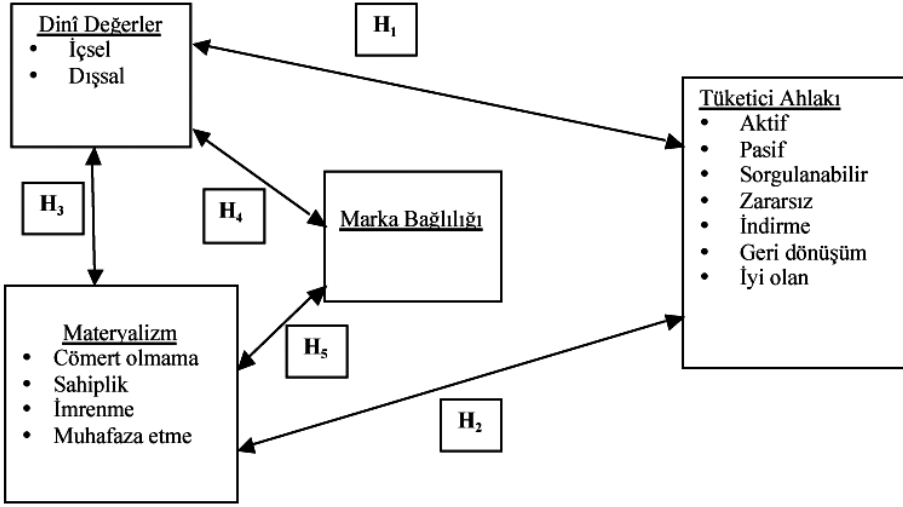 Dinî Değerler
• İçsel
• Dışsal
H₁
Tüketici Ahlakı
• Aktif
• Pasif
• Sorgulanabilir
• Zararsız
• İndirme
• Geri dönüşüm
• İyi olan
H₃
H₄
Marka Bağlılığı
Materyalizm
• Cömert olmama
• Sahiplik
• İmrenme
• Muhafaza etme
H₅
H₂